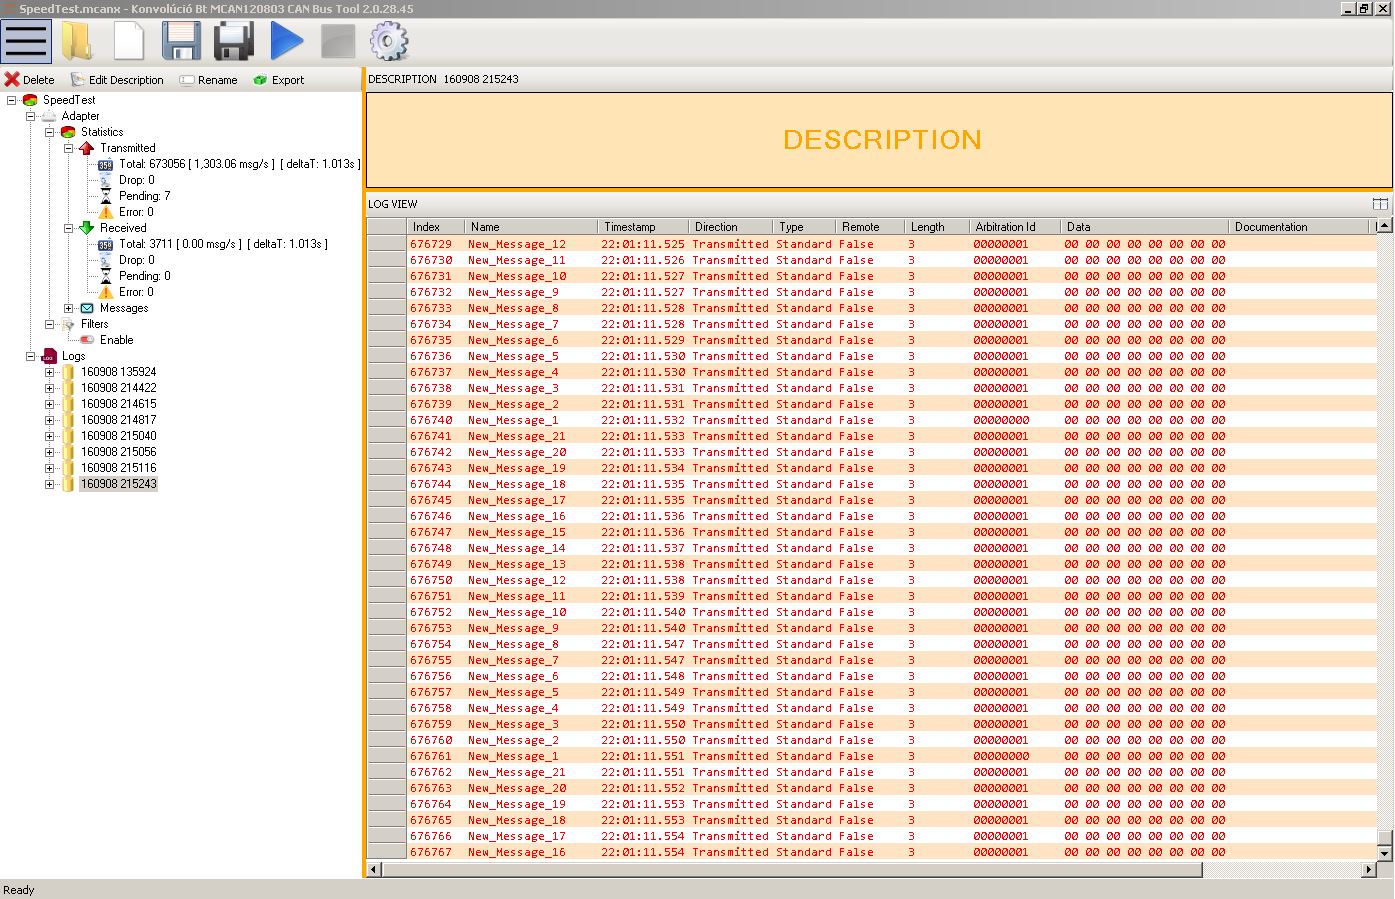 SpeedTest.mcanx - Konvolúció Bt MCAN120803 CAN Bus Tool 2.0.28.45
Delete Edit Description Rename Export
SpeedTest
Adapter
Statistics
Transmitted
Total: 673056 [ 1,303.06 msg/s ] [ deltaT: 1.013s ]
Drop: 0
Pending: 7
Error: 0
Received
Total: 3711 [ 0.00 msg/s ] [ deltaT: 1.013s ]
Drop: 0
Pending: 0
Error: 0
Messages
Filters
Enable
Logs
160908 135924
160908 214422
160908 214615
160908 214817
160908 215040
160908 215056
160908 215116
160908 215243
DESCRIPTION 160908 215243
DESCRIPTION
LOG VIEW
Index Name Timestamp Direction Type Remote Length Arbitration Id Data Documentation
676729 New_Message_12 22:01:11.525 Transmitted Standard False 3 00000001 00 00 00 00 00 00 00 00
676730 New_Message_11 22:01:11.526 Transmitted Standard False 3 00000001 00 00 00 00 00 00 00 00
676731 New_Message_10 22:01:11.527 Transmitted Standard False 3 00000001 00 00 00 00 00 00 00 00
676732 New_Message_9 22:01:11.527 Transmitted Standard False 3 00000001 00 00 00 00 00 00 00 00
676733 New_Message_8 22:01:11.528 Transmitted Standard False 3 00000001 00 00 00 00 00 00 00 00
676734 New_Message_7 22:01:11.528 Transmitted Standard False 3 00000001 00 00 00 00 00 00 00 00
676735 New_Message_6 22:01:11.529 Transmitted Standard False 3 00000001 00 00 00 00 00 00 00 00
676736 New_Message_5 22:01:11.530 Transmitted Standard False 3 00000001 00 00 00 00 00 00 00 00
676737 New_Message_4 22:01:11.530 Transmitted Standard False 3 00000001 00 00 00 00 00 00 00 00
676738 New_Message_3 22:01:11.531 Transmitted Standard False 3 00000001 00 00 00 00 00 00 00 00
676739 New_Message_2 22:01:11.531 Transmitted Standard False 3 00000001 00 00 00 00 00 00 00 00
676740 New_Message_1 22:01:11.532 Transmitted Standard False 3 00000000 00 00 00 00 00 00 00 00
676741 New_Message_21 22:01:11.533 Transmitted Standard False 3 00000001 00 00 00 00 00 00 00 00
676742 New_Message_20 22:01:11.533 Transmitted Standard False 3 00000001 00 00 00 00 00 00 00 00
676743 New_Message_19 22:01:11.534 Transmitted Standard False 3 00000001 00 00 00 00 00 00 00 00
676744 New_Message_18 22:01:11.535 Transmitted Standard False 3 00000001 00 00 00 00 00 00 00 00
676745 New_Message_17 22:01:11.535 Transmitted Standard False 3 00000001 00 00 00 00 00 00 00 00
676746 New_Message_16 22:01:11.536 Transmitted Standard False 3 00000001 00 00 00 00 00 00 00 00
676747 New_Message_15 22:01:11.536 Transmitted Standard False 3 00000001 00 00 00 00 00 00 00 00
676748 New_Message_14 22:01:11.537 Transmitted Standard False 3 00000001 00 00 00 00 00 00 00 00
676749 New_Message_13 22:01:11.538 Transmitted Standard False 3 00000001 00 00 00 00 00 00 00 00
676750 New_Message_12 22:01:11.538 Transmitted Standard False 3 00000001 00 00 00 00 00 00 00 00
676751 New_Message_11 22:01:11.539 Transmitted Standard False 3 00000001 00 00 00 00 00 00 00 00
676752 New_Message_10 22:01:11.540 Transmitted Standard False 3 00000001 00 00 00 00 00 00 00 00
676753 New_Message_9 22:01:11.540 Transmitted Standard False 3 00000001 00 00 00 00 00 00 00 00
676754 New_Message_8 22:01:11.547 Transmitted Standard False 3 00000001 00 00 00 00 00 00 00 00
676755 New_Message_7 22:01:11.547 Transmitted Standard False 3 00000001 00 00 00 00 00 00 00 00
676756 New_Message_6 22:01:11.548 Transmitted Standard False 3 00000001 00 00 00 00 00 00 00 00
676757 New_Message_5 22:01:11.549 Transmitted Standard False 3 00000001 00 00 00 00 00 00 00 00
676758 New_Message_4 22:01:11.549 Transmitted Standard False 3 00000001 00 00 00 00 00 00 00 00
676759 New_Message_3 22:01:11.550 Transmitted Standard False 3 00000001 00 00 00 00 00 00 00 00
676760 New_Message_2 22:01:11.550 Transmitted Standard False 3 00000001 00 00 00 00 00 00 00 00
676761 New_Message_1 22:01:11.551 Transmitted Standard False 3 00000000 00 00 00 00 00 00 00 00
676762 New_Message_21 22:01:11.551 Transmitted Standard False 3 00000001 00 00 00 00 00 00 00 00
676763 New_Message_20 22:01:11.552 Transmitted Standard False 3 00000001 00 00 00 00 00 00 00 00
676764 New_Message_19 22:01:11.553 Transmitted Standard False 3 00000001 00 00 00 00 00 00 00 00
676765 New_Message_18 22:01:11.553 Transmitted Standard False 3 00000001 00 00 00 00 00 00 00 00
676766 New_Message_17 22:01:11.554 Transmitted Standard False 3 00000001 00 00 00 00 00 00 00 00
676767 New_Message_16 22:01:11.554 Transmitted Standard False 3 00000001 00 00 00 00 00 00 00 00
Ready